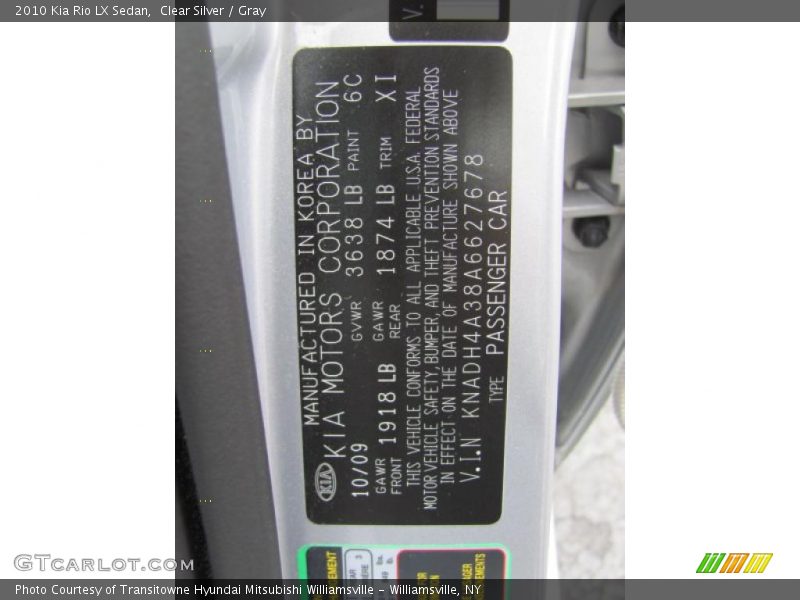 2010 Kia Rio LX Sedan,  Clear Silver / Gray
V.
MANUFACTURED IN KOREA BY
KIA KIA MOTORS CORPORATION
10/09 GVWR 3638 LB PAINT 6C
GAWR FRONT 1918 LB GAWR REAR 1874 LB TRIM XI
THIS VEHICLE CONFORMS TO ALL APPLICABLE U.S.A. FEDERAL
MOTOR VEHICLE SAFETY, BUMPER, AND THEFT PREVENTION STANDARDS
IN EFFECT ON THE DATE OF MANUFACTURE SHOWN ABOVE
V.I.N KNADH4A38A6627678
TYPE PASSENGER CAR
GTCarLot.com
Photo Courtesy of Transitowne Hyundai Mitsubishi Williamsville - Williamsville, NY